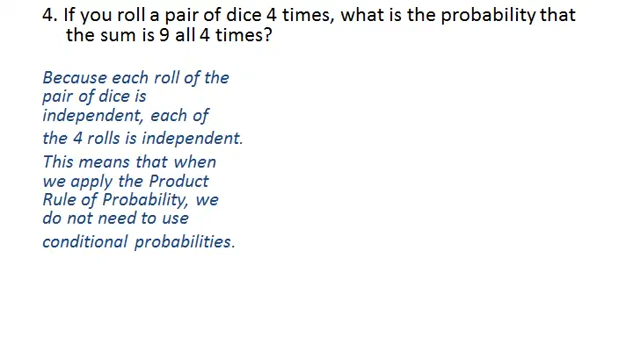 4. If you roll a pair of dice 4 times, what is the probability that
the sum is 9 all 4 times?
Because each roll of the
pair of dice is
independent, each of
the 4 rolls is independent.
This means that when
we apply the Product
Rule of Probability, we
do not need to use
conditional probabilities.